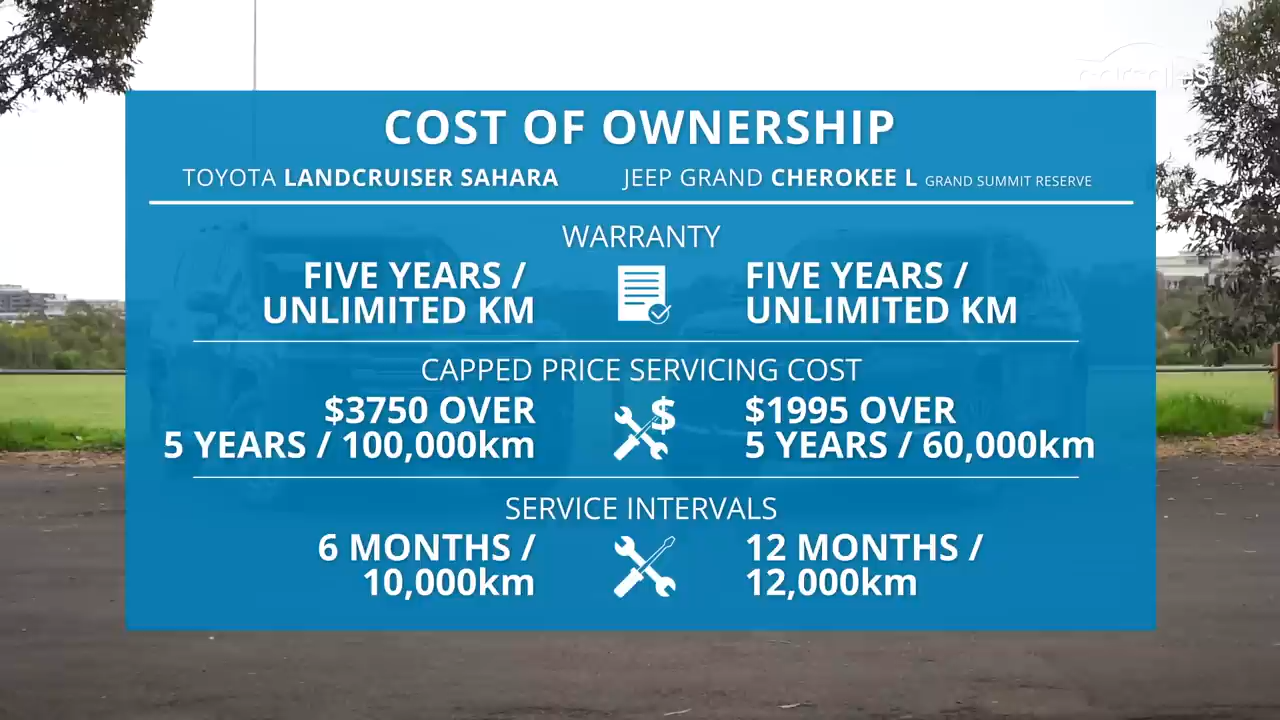 carsales
COST OF OWNERSHIP
TOYOTA LANDCRUISER SAHARA
JEEP GRAND CHEROKEE L GRAND SUMMIT RESERVE
WARRANTY
FIVE YEARS /
UNLIMITED KM
FIVE YEARS /
UNLIMITED KM
CAPPED PRICE SERVICING COST
$3750 OVER
5 YEARS / 100,000km
$
$1995 OVER
5 YEARS / 60,000km
SERVICE INTERVALS
6 MONTHS /
10,000km
12 MONTHS /
12,000km